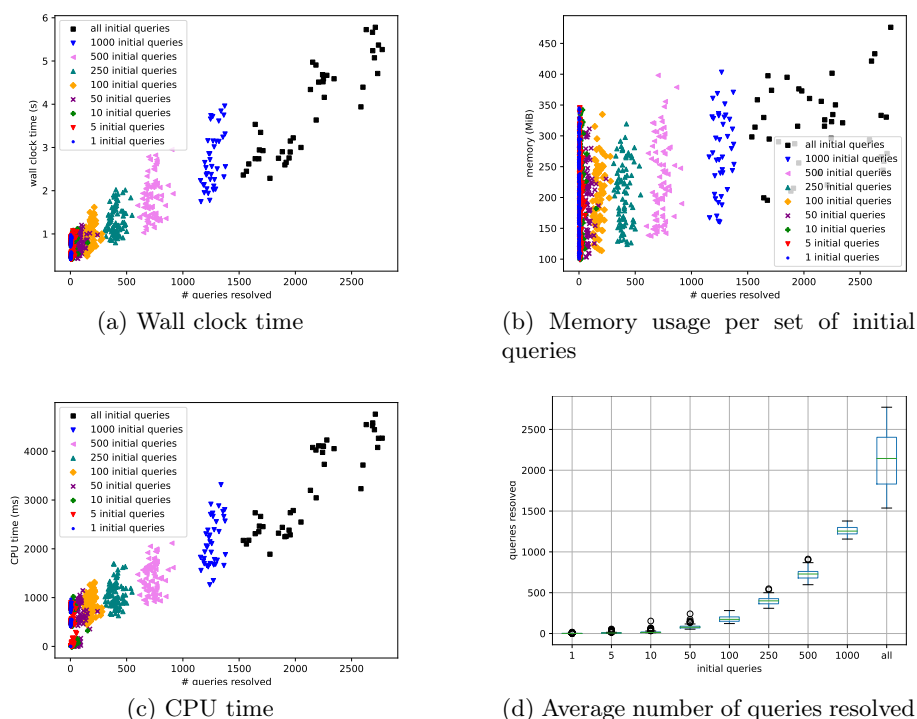 6
5
4
3
2
1
wall clock time (s)
all initial queries
1000 initial queries
500 initial queries
250 initial queries
100 initial queries
50 initial queries
10 initial queries
5 initial queries
1 initial queries
0 500 1000 1500 2000 2500
# queries resolved
(a) Wall clock time
450
400
350
300
250
200
150
100
memory (MiB)
all initial queries
1000 initial queries
500 initial queries
250 initial queries
100 initial queries
50 initial queries
10 initial queries
5 initial queries
1 initial queries
0 500 1000 1500 2000 2500
# queries resolved
(b) Memory usage per set of initial
queries
4000
3000
2000
1000
0
CPU time (ms)
all initial queries
1000 initial queries
500 initial queries
250 initial queries
100 initial queries
50 initial queries
10 initial queries
5 initial queries
1 initial queries
0 500 1000 1500 2000 2500
# queries resolved
(c) CPU time
2500
2000
1500
1000
500
0
queries resolved
1 5 10 50 100 250 500 1000 all
initial queries
(d) Average number of queries resolved